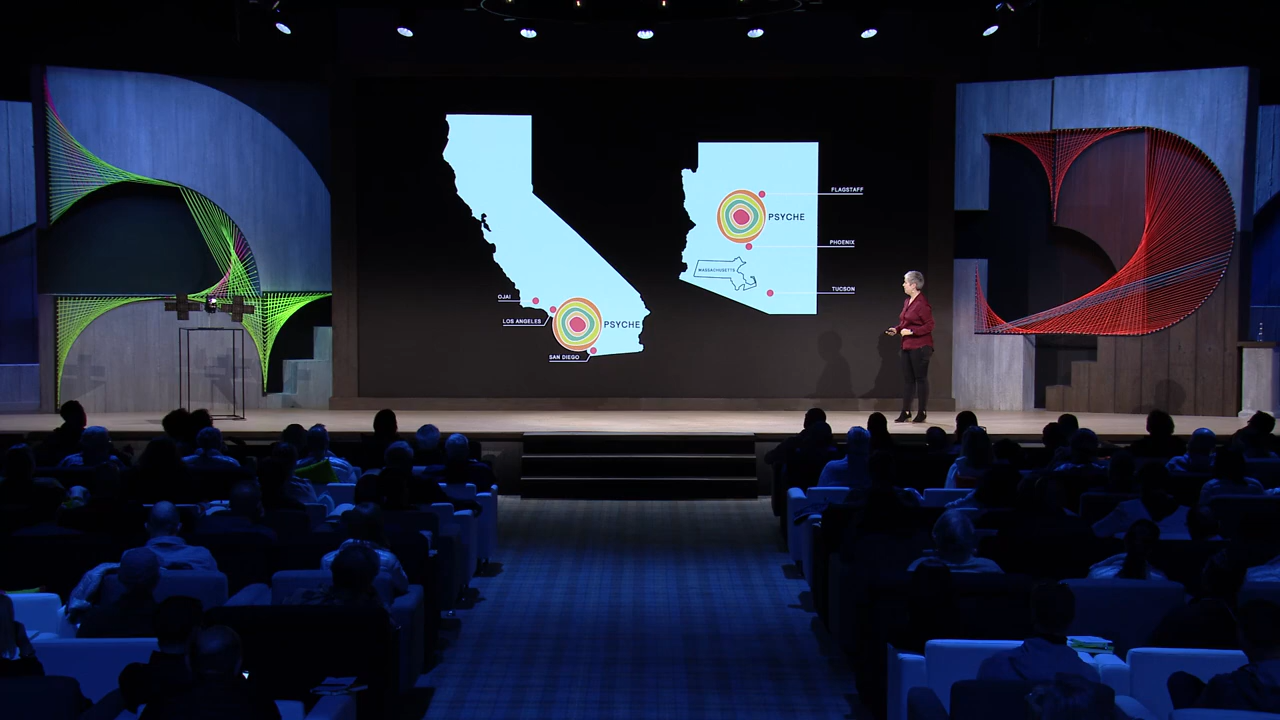 FLAGSTAFF
PSYCHE
PHOENIX
MASSACHUSETTS
TUCSON
OJAI
LOS ANGELES
PSYCHE
SAN DIEGO